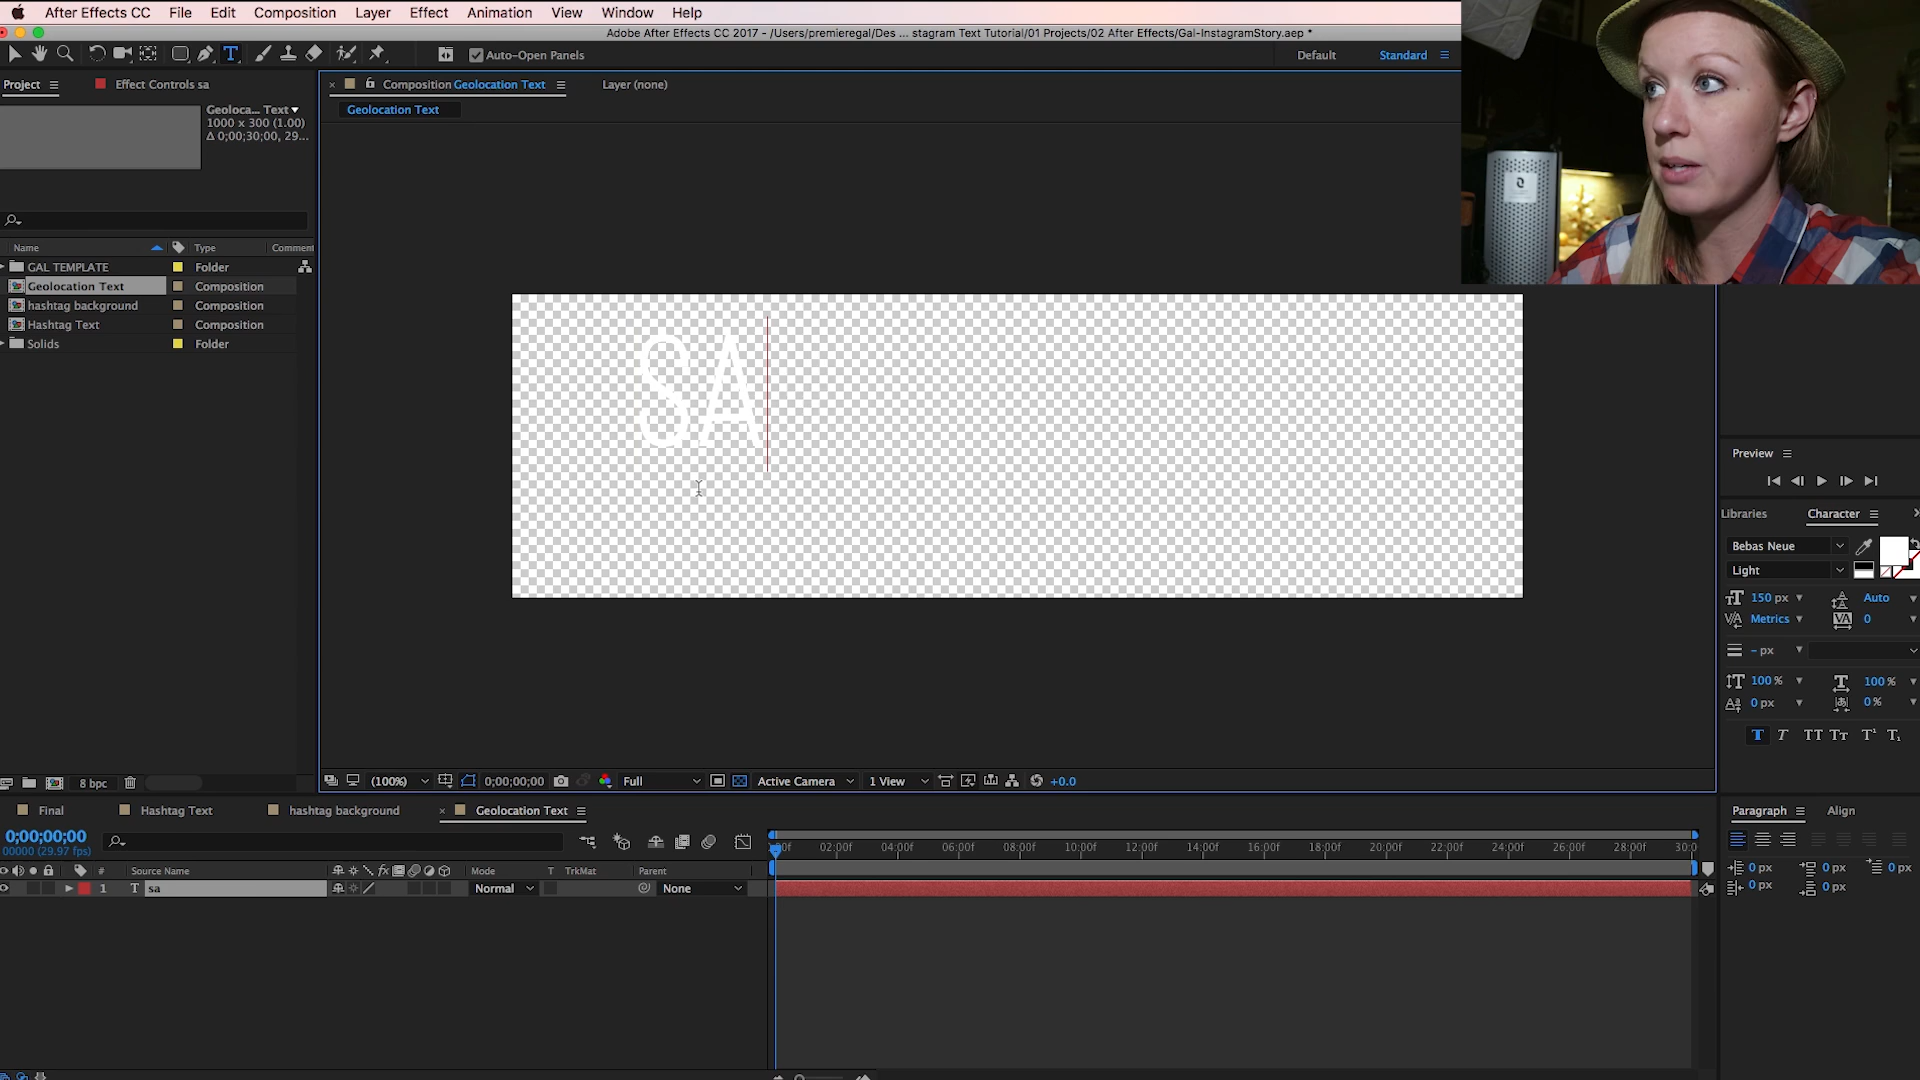 After Effects CC File Edit Composition Layer Effect Animation View Window Help
Adobe After Effects CC 2017 - /Users/premieregal/Des ... stagram Text Tutorial/01 Projects/02 After Effects/Gal-InstagramStory.aep *
Auto-Open Panels Default Standard
Project Effect Controls sa Composition Geolocation Text Layer (none)
Geoloca... Text
Geolocation Text
1000 x 300 (1.00)
Δ 0;00;30;00, 29...
Name Type Comment
GAL TEMPLATE Folder
Geolocation Text Composition
hashtag background Composition
Hashtag Text Composition
Solids Folder
SA
Preview
Libraries Character
Bebas Neue
Light
150 px Auto
Metrics 0
- px
100 % 100 %
0 px 0 %
T T TT Tr T¹ T₁
8 bpc (100%) 0;00;00;00 Full Active Camera 1 View +0.0
Final Hashtag Text hashtag background Geolocation Text Paragraph Align
0;00;00;00
00000 (29.97 fps)
:00f 02:00f 04:00f 06:00f 08:00f 10:00f 12:00f 14:00f 16:00f 18:00f 20:00f 22:00f 24:00f 26:00f 28:00f 30:0
# Source Name Mode T TrkMat Parent
1 T sa Normal None
0 px 0 px 0 px
0 px 0 px